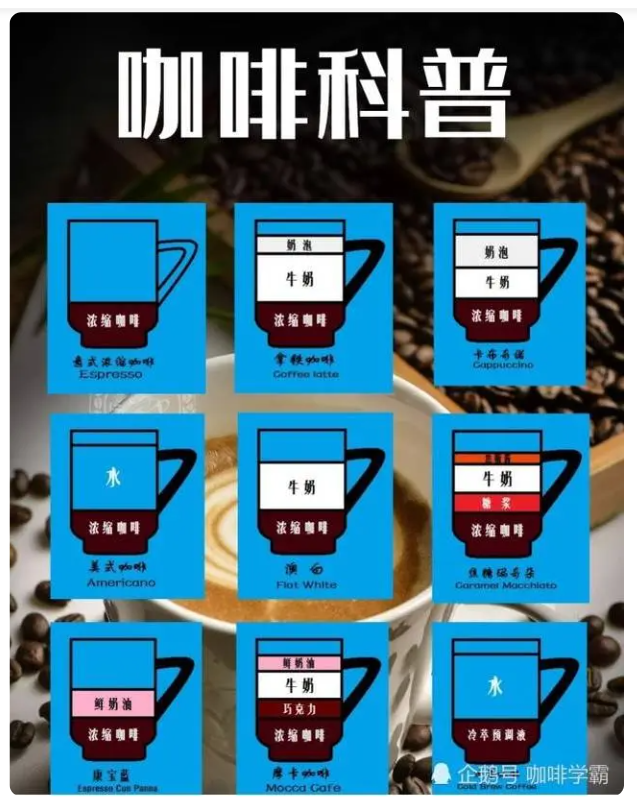 咖啡科普
浓缩咖啡
意式浓缩咖啡
Espresso
奶泡
牛奶
浓缩咖啡
拿铁咖啡
Coffee latte
奶泡
牛奶
浓缩咖啡
卡布奇诺
Cappuccino
水
浓缩咖啡
美式咖啡
Americano
牛奶
浓缩咖啡
澳白
Flat White
牛奶
糖浆
浓缩咖啡
焦糖玛奇朵
Caramel Macchiato
鲜奶油
浓缩咖啡
康宝蓝
Espresso Con Panna
鲜奶油
牛奶
巧克力
浓缩咖啡
摩卡咖啡
Mocca Cafe
水
冷萃预调液
Cold Brew Coffee
企鹅号 咖啡学霸